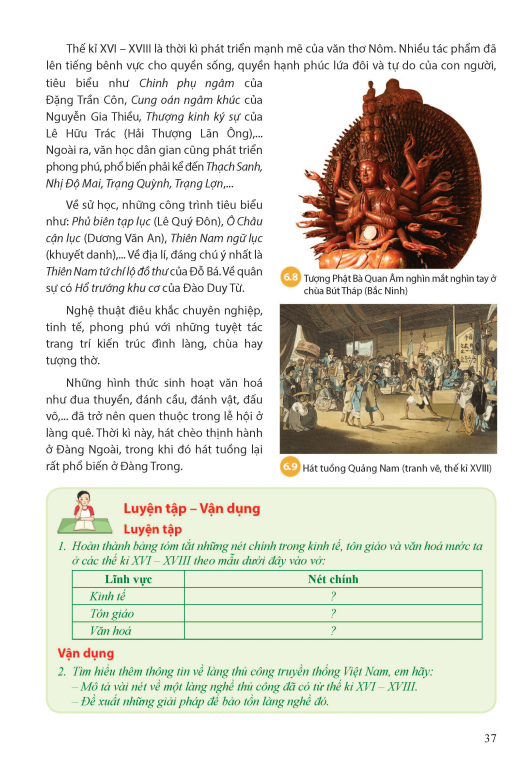 Thế kỉ XVI – XVIII là thời kì phát triển mạnh mẽ của văn thơ Nôm. Nhiều tác phẩm đã
lên tiếng bênh vực cho quyền sống, quyền hạnh phúc lứa đôi và tự do của con người,
tiêu biểu như Chinh phụ ngâm của
Đặng Trần Côn, Cung oán ngâm khúc của
Nguyễn Gia Thiều, Thượng kinh ký sự của
Lê Hữu Trác (Hải Thượng Lãn Ông),...
Ngoài ra, văn học dân gian cũng phát triển
phong phú, phổ biến phải kể đến Thạch Sanh,
Nhị Độ Mai, Trạng Quỳnh, Trạng Lợn,...
Về sử học, những công trình tiêu biểu
như: Phủ biên tạp lục (Lê Quý Đôn), Ô Châu
cận lục (Dương Văn An), Thiên Nam ngữ lục
(khuyết danh),... Về địa lí, đáng chú ý nhất là
Thiên Nam tứ chí lộ đồ thư của Đỗ Bá. Về quân
sự có Hổ trướng khu cơ của Đào Duy Từ.
Nghệ thuật điêu khắc chuyên nghiệp,
tinh tế, phong phú với những tuyệt tác
trang trí kiến trúc đình làng, chùa hay
tượng thờ.
Những hình thức sinh hoạt văn hoá
như đua thuyền, đánh cầu, đánh vật, đấu
võ,... đã trở nên quen thuộc trong lễ hội ở
làng quê. Thời kì này, hát chèo thịnh hành
ở Đàng Ngoài, trong khi đó hát tuồng lại
rất phổ biến ở Đàng Trong.
6.8 Tượng Phật Bà Quan Âm nghìn mắt nghìn tay ở
chùa Bút Tháp (Bắc Ninh)
6.9 Hát tuồng Quảng Nam (tranh vẽ, thế kỉ XVIII)
Luyện tập – Vận dụng
Luyện tập
1. Hoàn thành bảng tóm tắt những nét chính trong kinh tế, tôn giáo và văn hoá nước ta
ở các thế kỉ XVI – XVIII theo mẫu dưới đây vào vở:
Lĩnh vực Nét chính
Kinh tế ?
Tôn giáo ?
Văn hoá ?
Vận dụng
2. Tìm hiểu thêm thông tin về làng thủ công truyền thống Việt Nam, em hãy:
– Mô tả vài nét về một làng nghề thủ công đã có từ thế kỉ XVI – XVIII.
– Đề xuất những giải pháp để bảo tồn làng nghề đó.
37